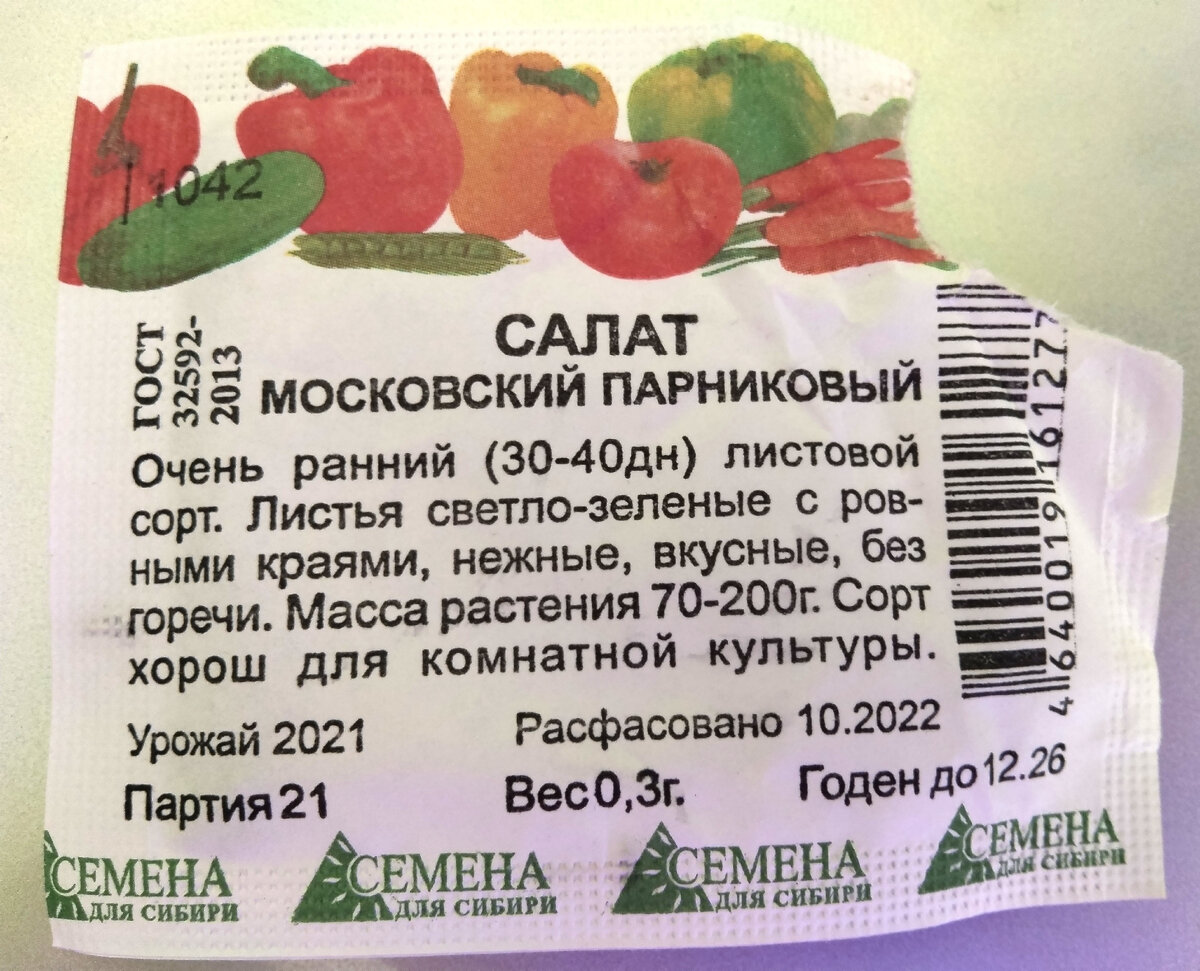 1042
ГОСТ
32592-
2013
САЛАТ
МОСКОВСКИЙ ПАРНИКОВЫЙ
Очень ранний (30-40дн) листовой
сорт. Листья светло-зеленые с ров-
ными краями, нежные, вкусные, без
горечи. Масса растения 70-200г. Сорт
хорош для комнатной культуры.
4640019161277
Урожай 2021
Расфасовано 10.2022
Партия 21
Вес 0,3г.
Годен до 12.26
СЕМЕНА
ДЛЯ СИБИРИ
СЕМЕНА
ДЛЯ СИБИРИ
СЕМЕНА
ДЛЯ СИБИРИ
СЕМЕНА
ДЛЯ СИБИРИ